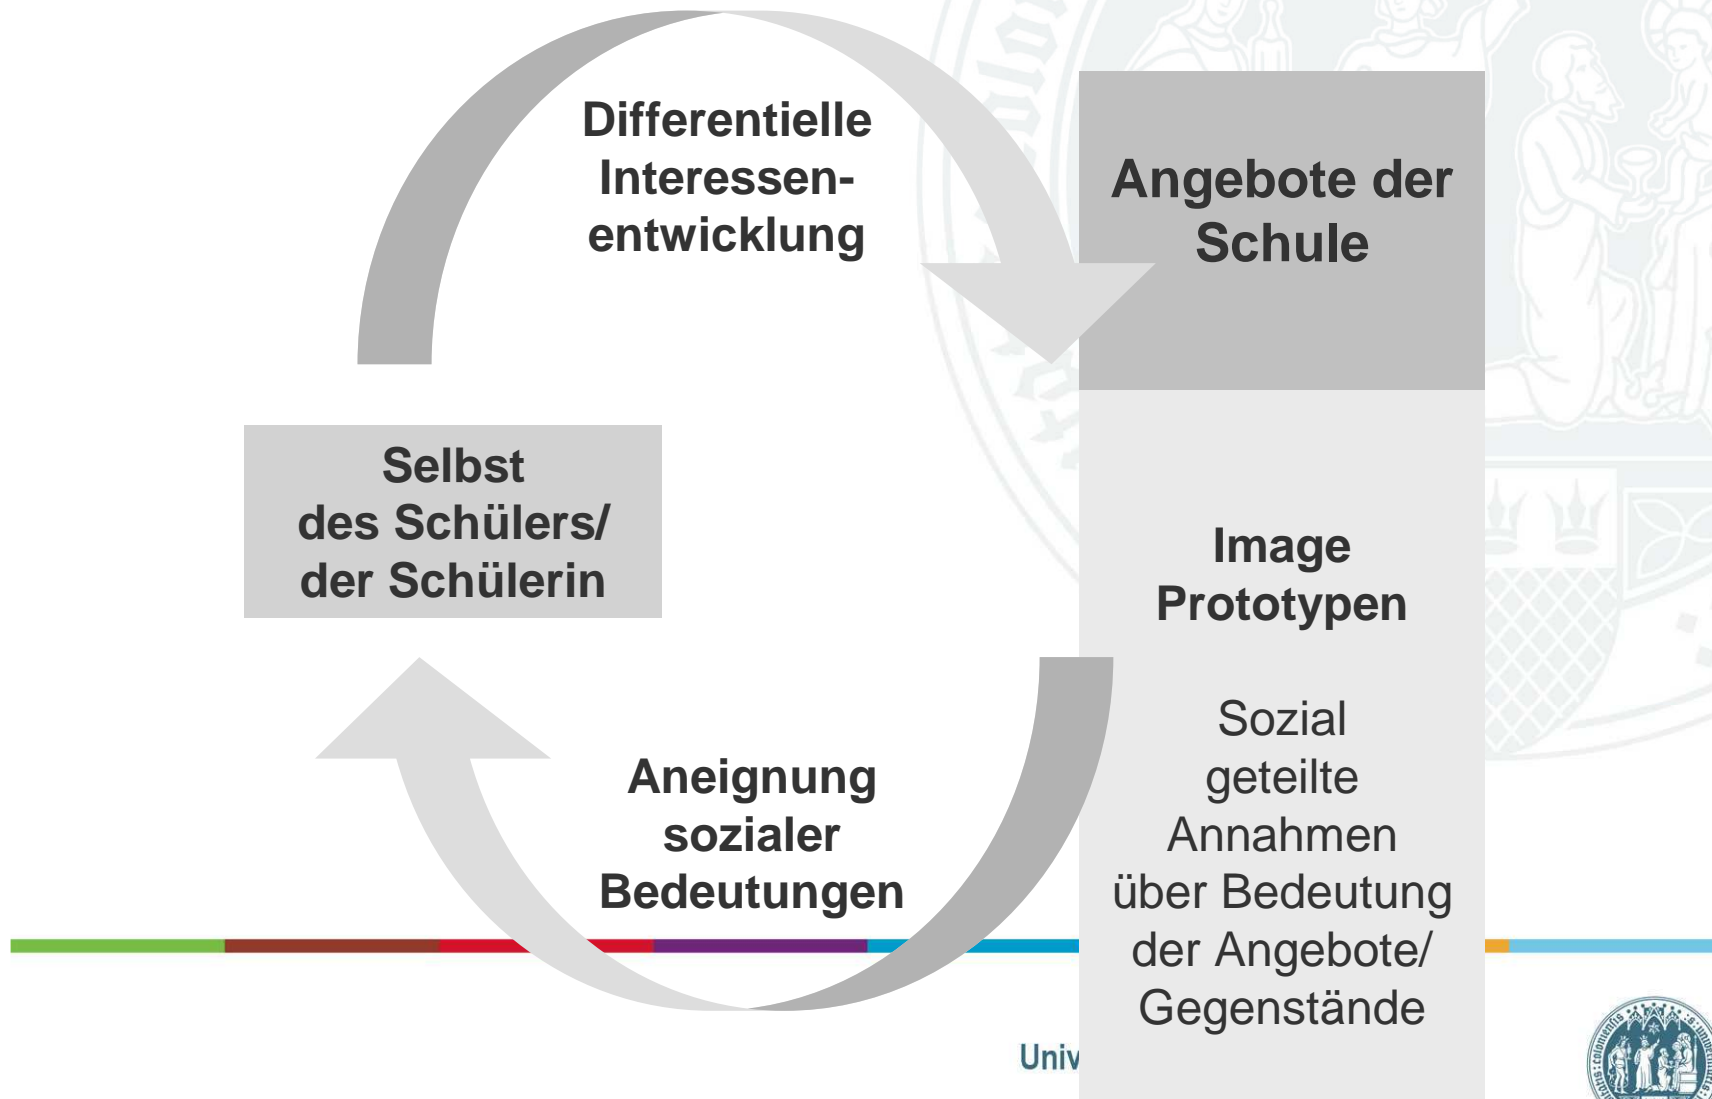 Differentielle
Interessen-
entwicklung
Angebote der
Schule
Selbst
des Schülers/
der Schülerin
Image
Prototypen
Sozial
geteilte
Annahmen
über Bedeutung
der Angebote/
Gegenstände
Aneignung
sozialer
Bedeutungen
Univ